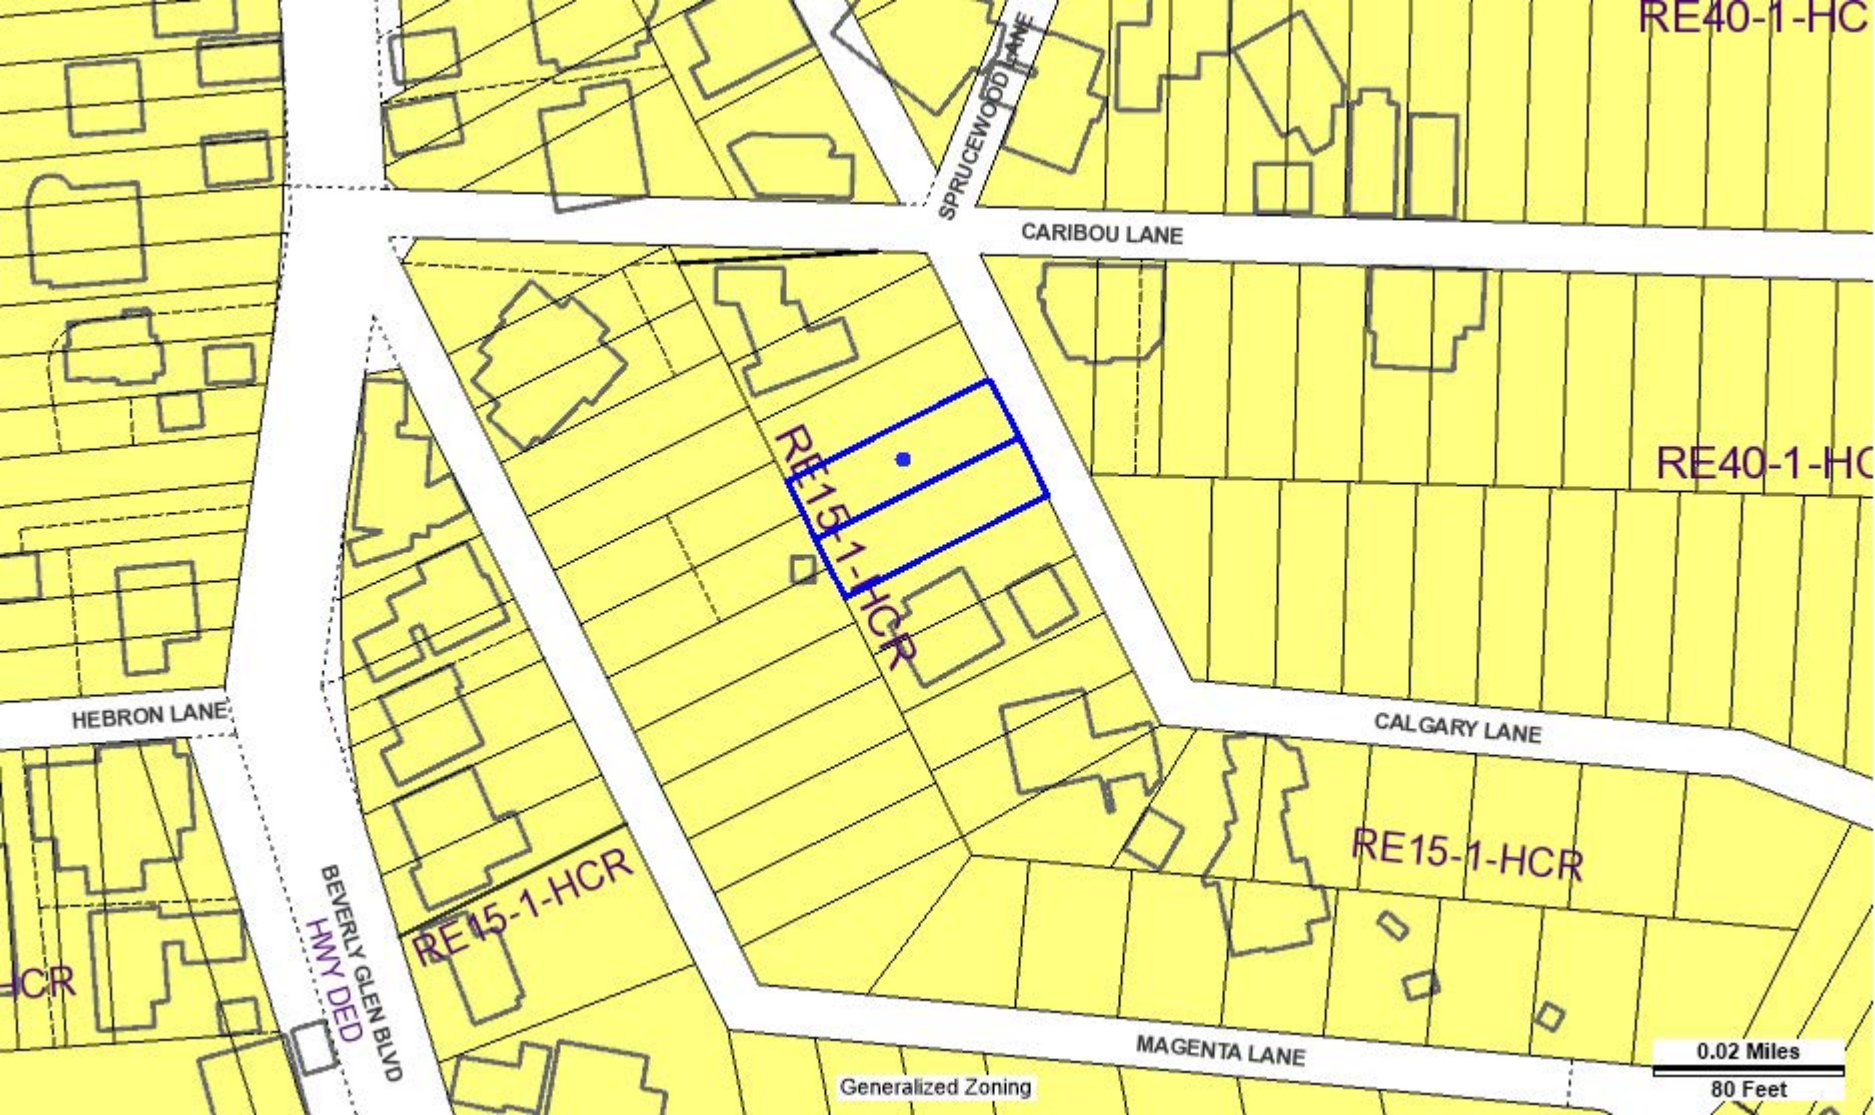 RE40-1-HC
SPRUCEWOOD LANE
CARIBOU LANE
RE40-1-HC
RE15-1-HCR
HEBRON LANE
CALGARY LANE
RE15-1-HCR
RE15-1-HCR
BEVERLY GLEN BLVD
HWY DED
HCR
MAGENTA LANE
0.02 Miles
80 Feet
Generalized Zoning